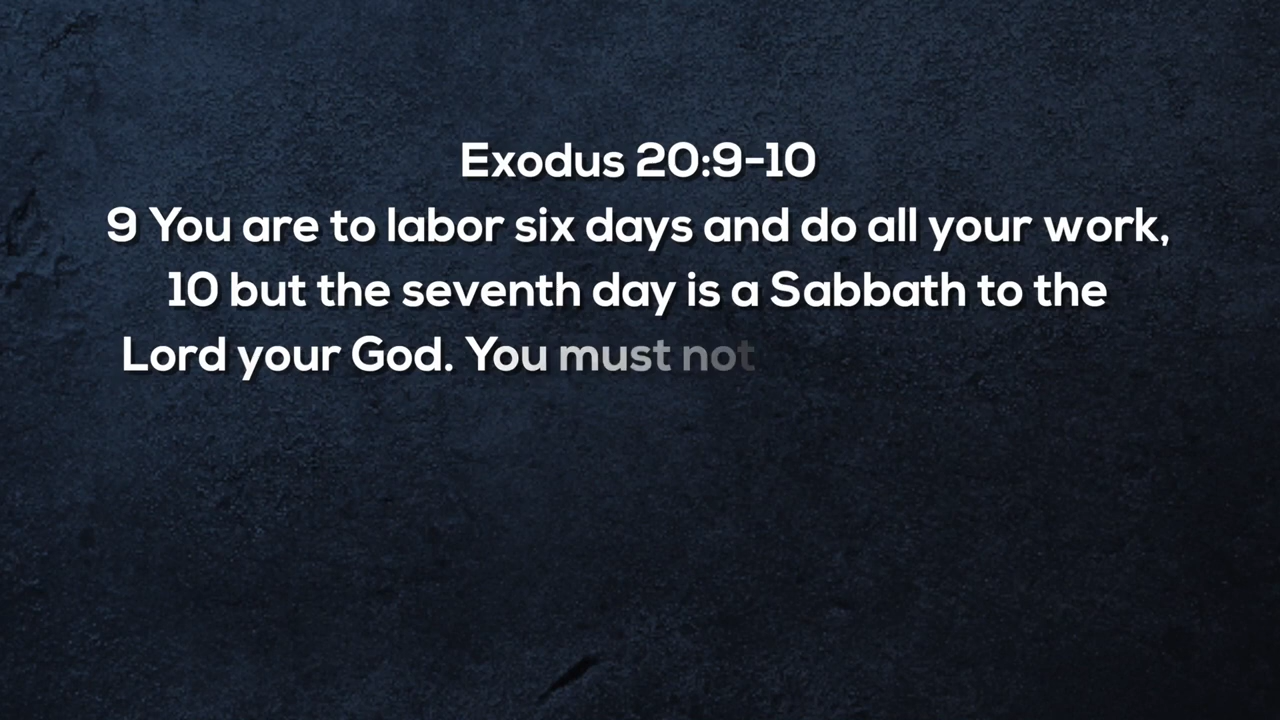 Exodus 20:9-10
9 You are to labor six days and do all your work,
10 but the seventh day is a Sabbath to the
Lord your God. You must not